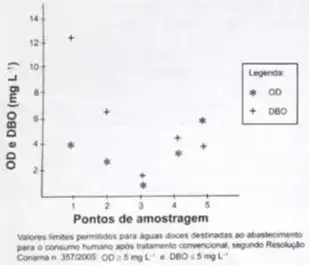 14
12
10
8
6
4
2
OD e DBO (mg L⁻¹)
Legenda:
* OD
+ DBO
1 2 3 4 5
Pontos de amostragem
Valores limites permitidos para águas doces destinadas ao abastecimento
para o consumo humano após tratamento convencional, segundo Resolução
Conama n. 357/2005: OD ≥ 5 mg L⁻¹ e DBO ≤ 5 mg L⁻¹